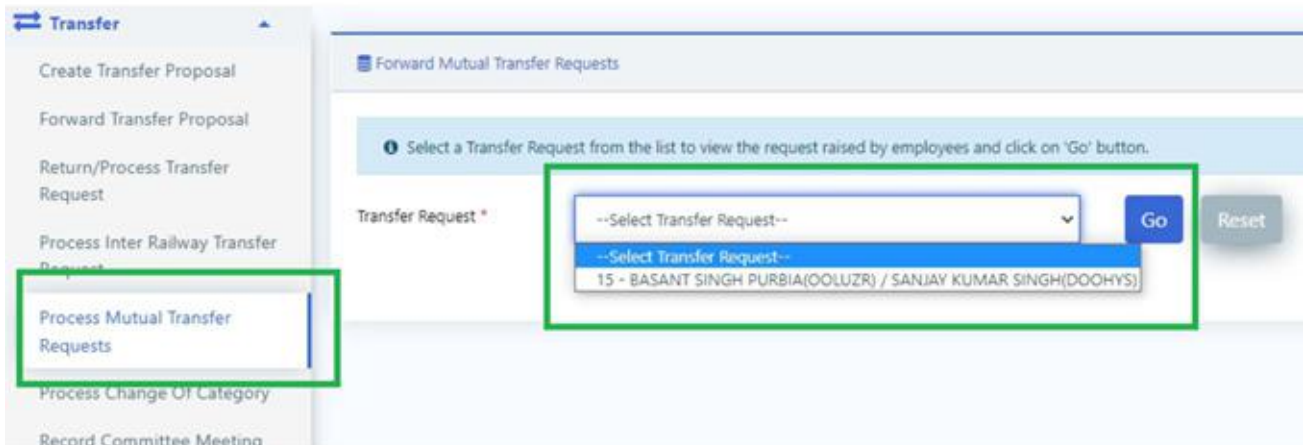 Transfer
Create Transfer Proposal
Forward Transfer Proposal
Return/Process Transfer
Request
Process Inter Railway Transfer
Request
Process Mutual Transfer
Requests
Process Change Of Category
Record Committee Meeting
Forward Mutual Transfer Requests
Select a Transfer Request from the list to view the request raised by employees and click on 'Go' button.
Transfer Request *
--Select Transfer Request--
Go
Reset
--Select Transfer Request--
15 - BASANT SINGH PURBIA(OOLUZR) / SANJAY KUMAR SINGH(DOOHYS)